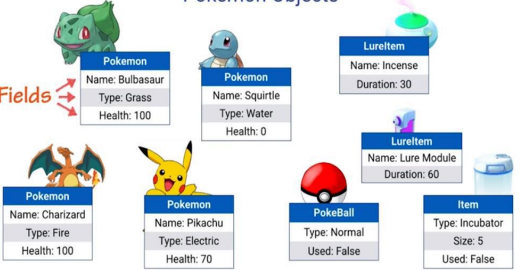 Pokemon Objects
Fields
Pokemon
Name: Bulbasaur
Type: Grass
Health: 100
Pokemon
Name: Squirtle
Type: Water
Health: 0
LureItem
Name: Incense
Duration: 30
LureItem
Name: Lure Module
Duration: 60
Pokemon
Name: Charizard
Type: Fire
Health: 100
Pokemon
Name: Pikachu
Type: Electric
Health: 70
PokeBall
Type: Normal
Used: False
Item
Type: Incubator
Size: 5
Used: False